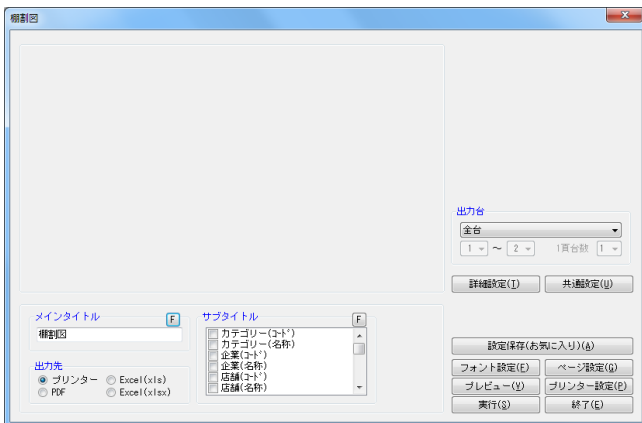 棚割図
出力台
全台
1 ～ 2 1頁台数 1
詳細設定(I) 共通設定(U)
メインタイトル F
棚割図
サブタイトル F
カテゴリー(ｺｰﾄﾞ)
カテゴリー(名称)
企業(ｺｰﾄﾞ)
企業(名称)
店舗(ｺｰﾄﾞ)
店舗(名称)
出力先
プリンター Excel(xls)
PDF Excel(xlsx)
設定保存(お気に入り)(A)
フォント設定(F) ページ設定(G)
プレビュー(V) プリンター設定(P)
実行(S) 終了(E)